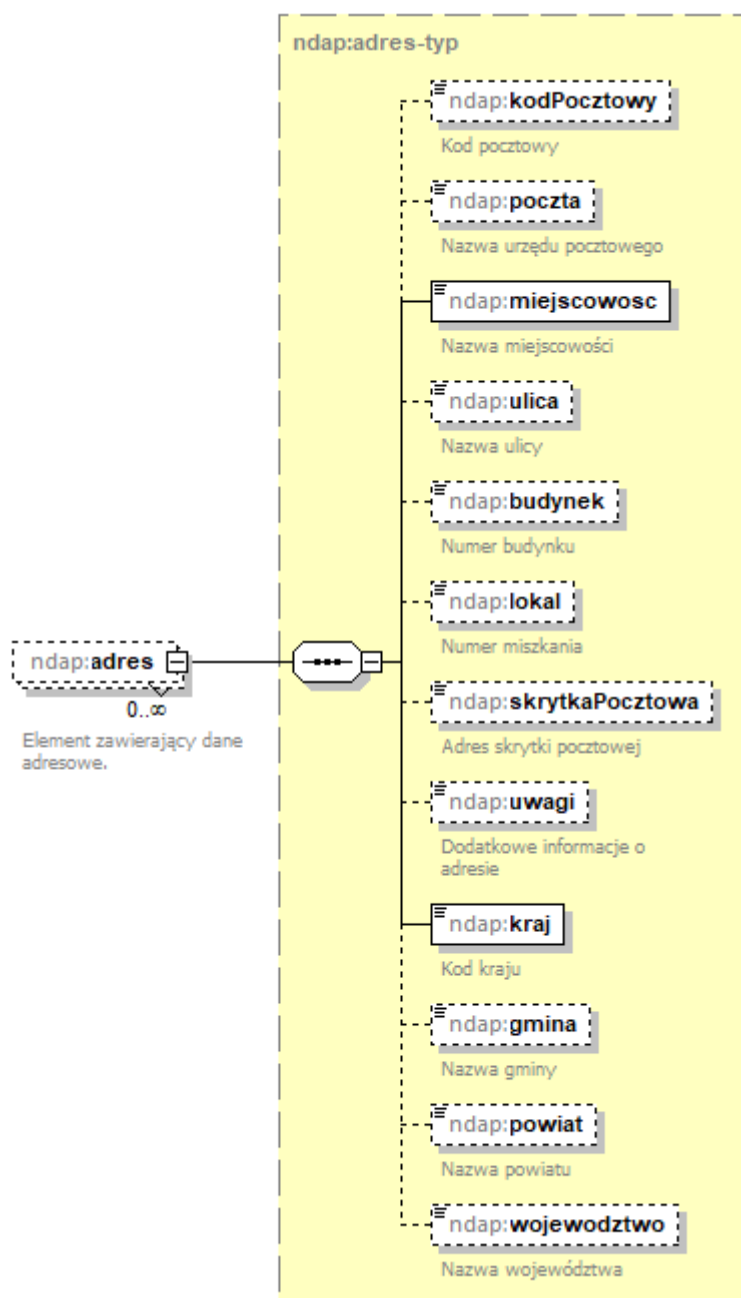 ndap:adres-typ
ndap:kodPocztowy
Kod pocztowy
ndap:poczta
Nazwa urzędu pocztowego
ndap:miejscowosc
Nazwa miejscowości
ndap:ulica
Nazwa ulicy
ndap:budynek
Numer budynku
ndap:lokal
Numer miszkania
ndap:adres
0..∞
Element zawierający dane
adresowe.
ndap:skrytkaPocztowa
Adres skrytki pocztowej
ndap:uwagi
Dodatkowe informacje o
adresie
ndap:kraj
Kod kraju
ndap:gmina
Nazwa gminy
ndap:powiat
Nazwa powiatu
ndap:wojewodztwo
Nazwa województwa